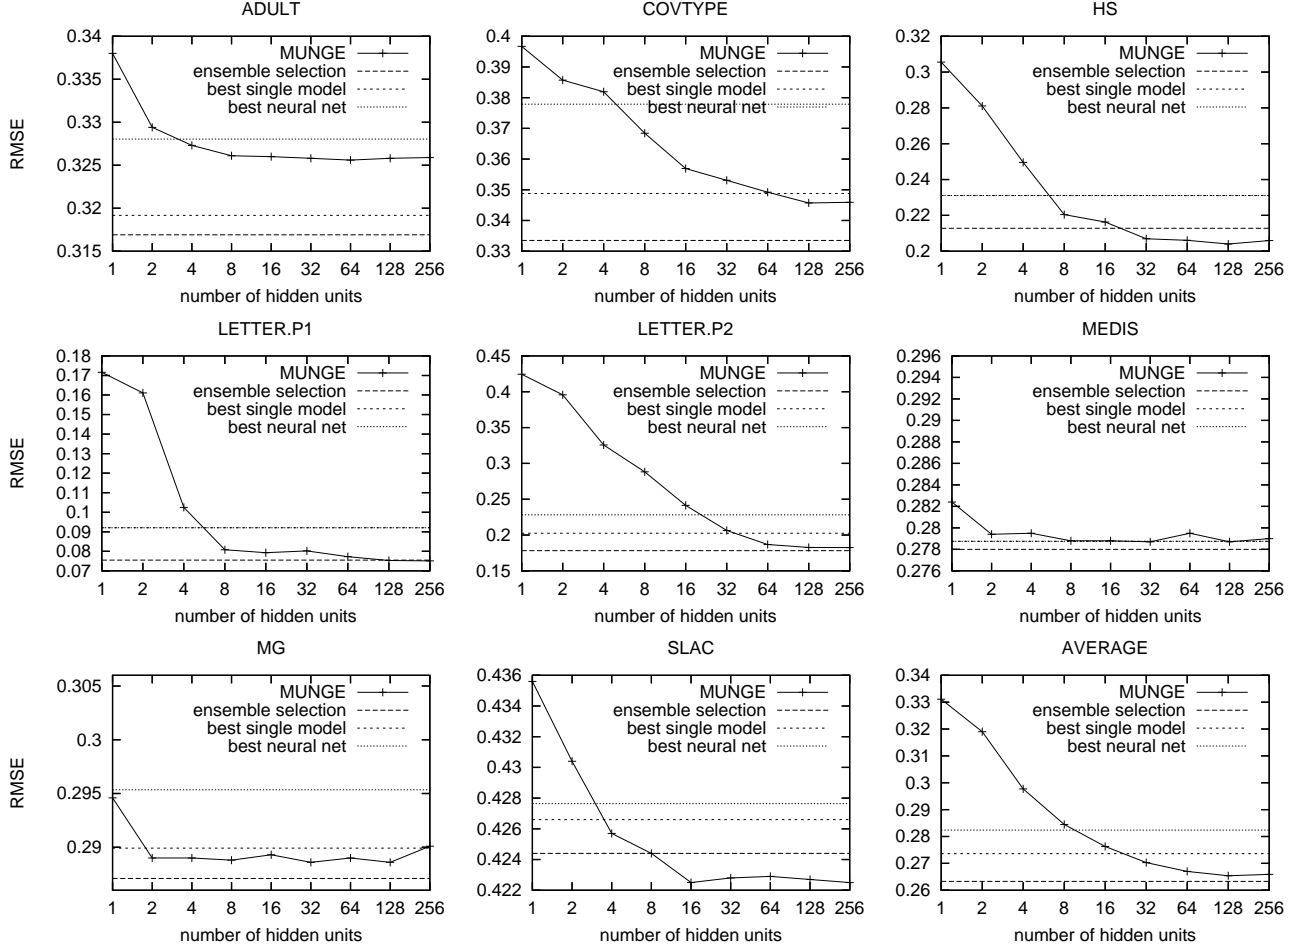 ADULT
0.34
0.335
0.33
0.325
0.32
0.315
RMSE
MUNGE
ensemble selection
best single model
best neural net
1 2 4 8 16 32 64 128 256
number of hidden units
COVTYPE
0.4
0.39
0.38
0.37
0.36
0.35
0.34
0.33
MUNGE
ensemble selection
best single model
best neural net
1 2 4 8 16 32 64 128 256
number of hidden units
HS
0.32
0.3
0.28
0.26
0.24
0.22
0.2
MUNGE
ensemble selection
best single model
best neural net
1 2 4 8 16 32 64 128 256
number of hidden units
LETTER.P1
0.18
0.17
0.16
0.15
0.14
0.13
0.12
0.11
0.1
0.09
0.08
0.07
RMSE
MUNGE
ensemble selection
best single model
best neural net
1 2 4 8 16 32 64 128 256
number of hidden units
LETTER.P2
0.45
0.4
0.35
0.3
0.25
0.2
0.15
MUNGE
ensemble selection
best single model
best neural net
1 2 4 8 16 32 64 128 256
number of hidden units
MEDIS
0.296
0.294
0.292
0.29
0.288
0.286
0.284
0.282
0.28
0.278
0.276
MUNGE
ensemble selection
best single model
best neural net
1 2 4 8 16 32 64 128 256
number of hidden units
MG
0.305
0.3
0.295
0.29
RMSE
MUNGE
ensemble selection
best single model
best neural net
1 2 4 8 16 32 64 128 256
number of hidden units
SLAC
0.436
0.434
0.432
0.43
0.428
0.426
0.424
0.422
MUNGE
ensemble selection
best single model
best neural net
1 2 4 8 16 32 64 128 256
number of hidden units
AVERAGE
0.34
0.33
0.32
0.31
0.3
0.29
0.28
0.27
0.26
MUNGE
ensemble selection
best single model
best neural net
1 2 4 8 16 32 64 128 256
number of hidden units